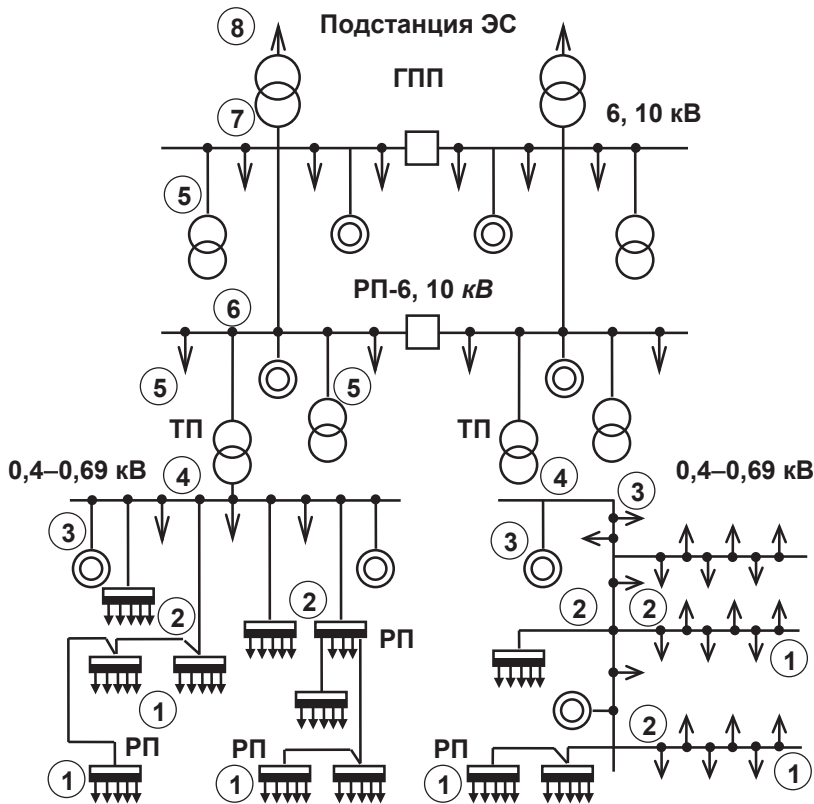 8 Подстанция ЭС
ГПП
7 6, 10 кВ
5
РП-6, 10 кВ
6
5 5
ТП ТП
0,4–0,69 кВ 4 4 3 0,4–0,69 кВ
3 3
2 2 2 2
РП
1 1
РП РП РП 2
1 1 1 1